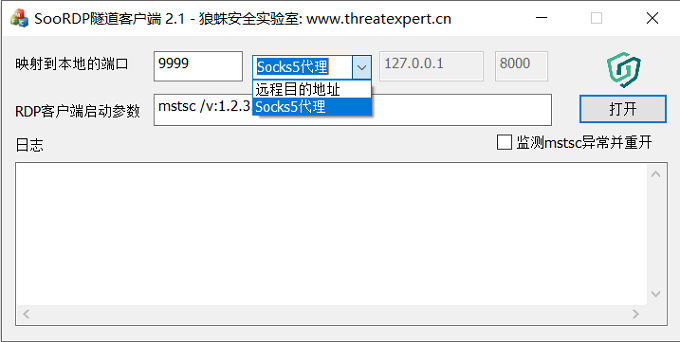 SooRDP隧道客户端 2.1 - 狼蛛安全实验室: www.threatexpert.cn
映射到本地的端口 9999 Socks5代理 127.0.0.1 8000
远程目的地址
Socks5代理
RDP客户端启动参数 mstsc /v:1.2.3 打开
日志 监测mstsc异常并重开